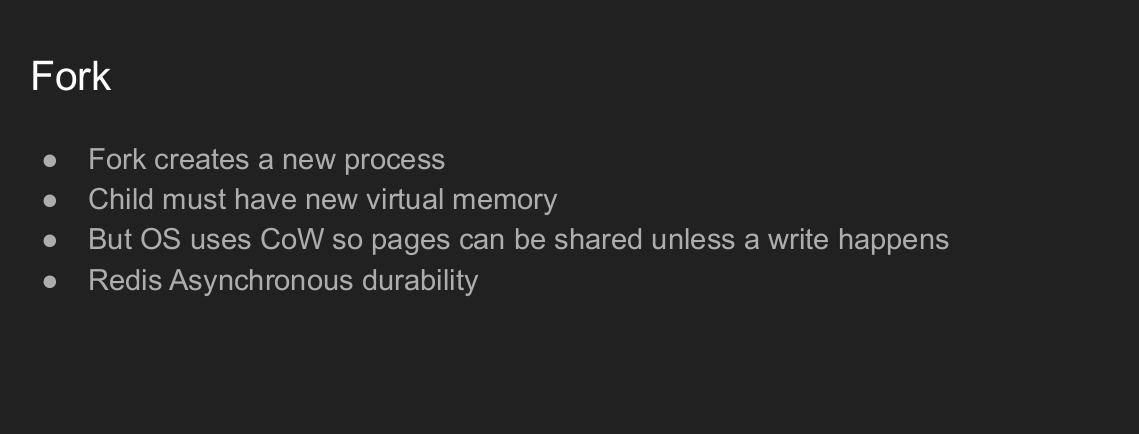 Fork
● Fork creates a new process
● Child must have new virtual memory
● But OS uses CoW so pages can be shared unless a write happens
● Redis Asynchronous durability